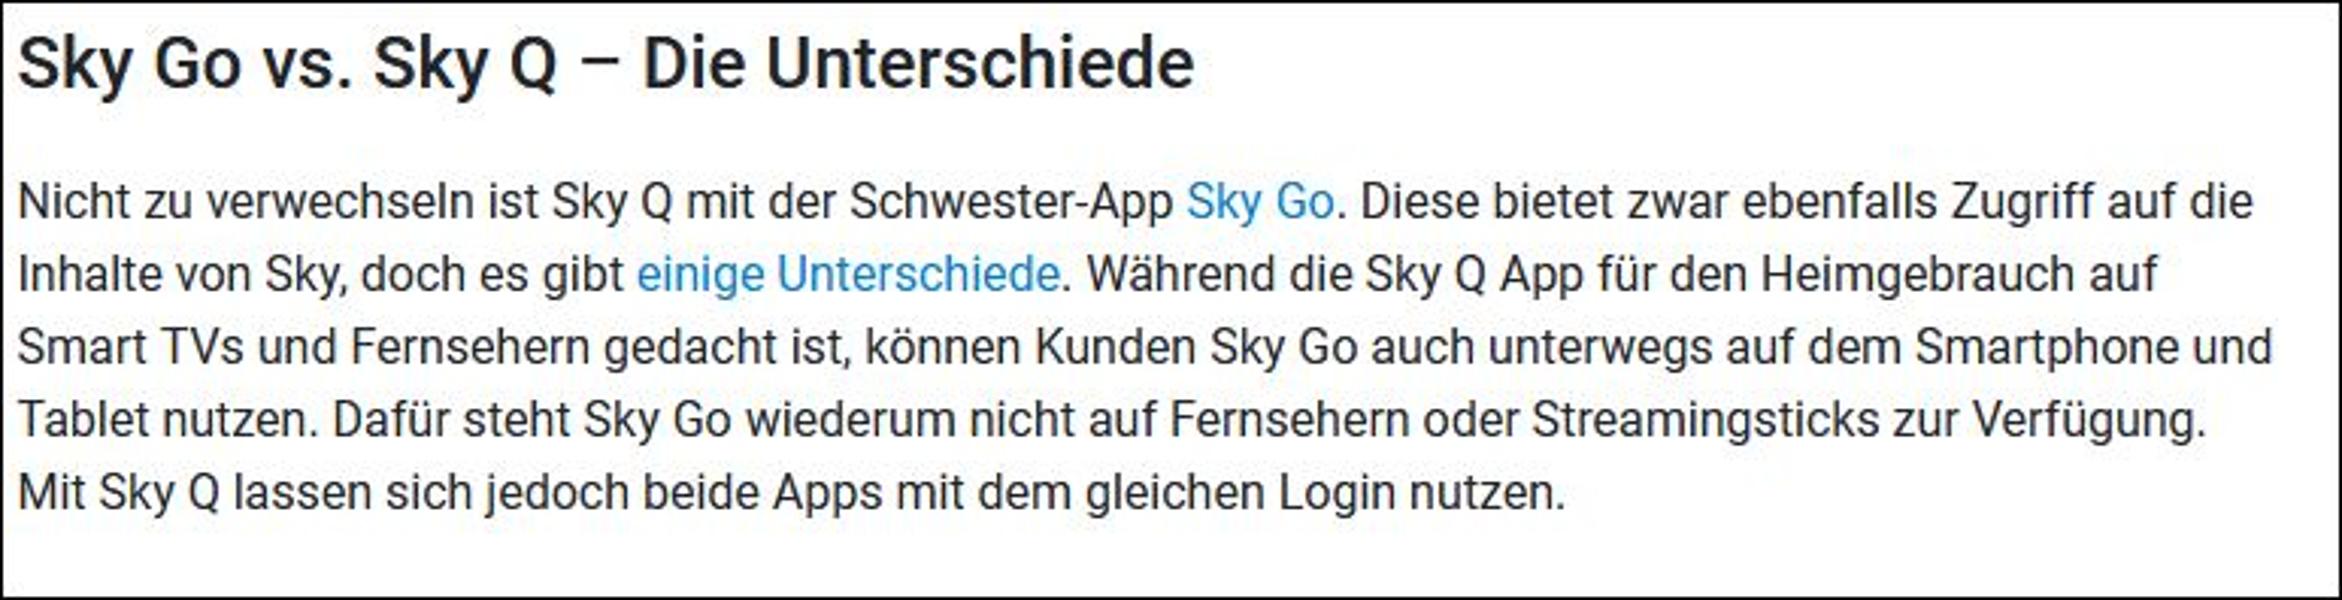 Sky Go vs. Sky Q – Die Unterschiede
Nicht zu verwechseln ist Sky Q mit der Schwester-App Sky Go. Diese bietet zwar ebenfalls Zugriff auf die
Inhalte von Sky, doch es gibt einige Unterschiede. Während die Sky Q App für den Heimgebrauch auf
Smart TVs und Fernsehern gedacht ist, können Kunden Sky Go auch unterwegs auf dem Smartphone und
Tablet nutzen. Dafür steht Sky Go wiederum nicht auf Fernsehern oder Streamingsticks zur Verfügung.
Mit Sky Q lassen sich jedoch beide Apps mit dem gleichen Login nutzen.